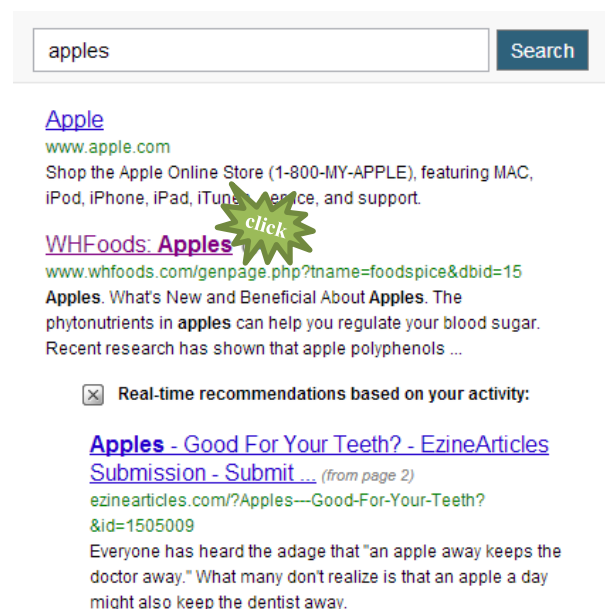 apples
Search
Apple
www.apple.com
Shop the Apple Online Store (1-800-MY-APPLE), featuring MAC,
iPod, iPhone, iPad, iTunes, service, and support.
click
WHFoods: Apples
www.whfoods.com/genpage.php?tname=foodspice&dbid=15
Apples. What's New and Beneficial About Apples. The
phytonutrients in apples can help you regulate your blood sugar.
Recent research has shown that apple polyphenols ...
Real-time recommendations based on your activity:
Apples - Good For Your Teeth? - EzineArticles
Submission - Submit ... (from page 2)
ezinearticles.com/?Apples---Good-For-Your-Teeth?
&id=1505009
Everyone has heard the adage that "an apple away keeps the
doctor away." What many don't realize is that an apple a day
might also keep the dentist away.